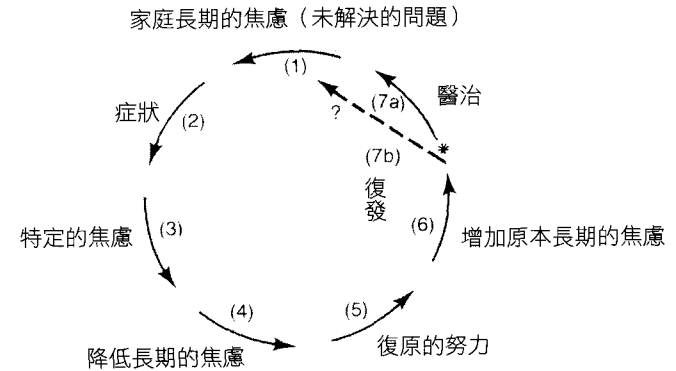 家庭長期的焦慮（未解決的問題）
(1)
症狀
(2)
特定的焦慮
(3)
(4)
降低長期的焦慮
(5)
復原的努力
(6)
增加原本長期的焦慮
*
醫治
(7a)
?
(7b)
復發